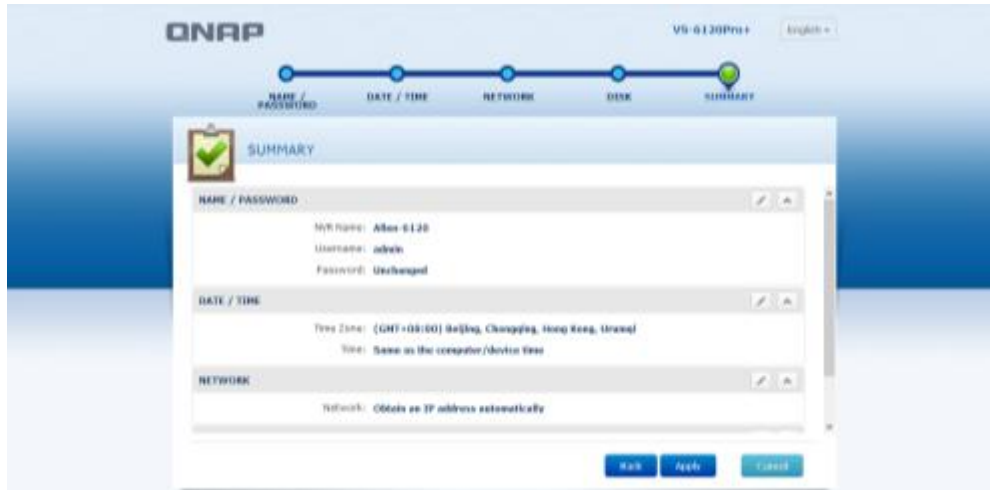 QNAP
VS-6120Pro+
English
NAME / PASSWORD
DATE / TIME
NETWORK
DISK
SUMMARY
SUMMARY
NAME / PASSWORD
NVR Name: Allen-6120
Username: admin
Password: Unchanged
DATE / TIME
Time Zone: (GMT+08:00) Beijing, Chongqing, Hong Kong, Urumqi
Time: Same as the computer/device time
NETWORK
Network: Obtain an IP address automatically
Back
Apply
Cancel